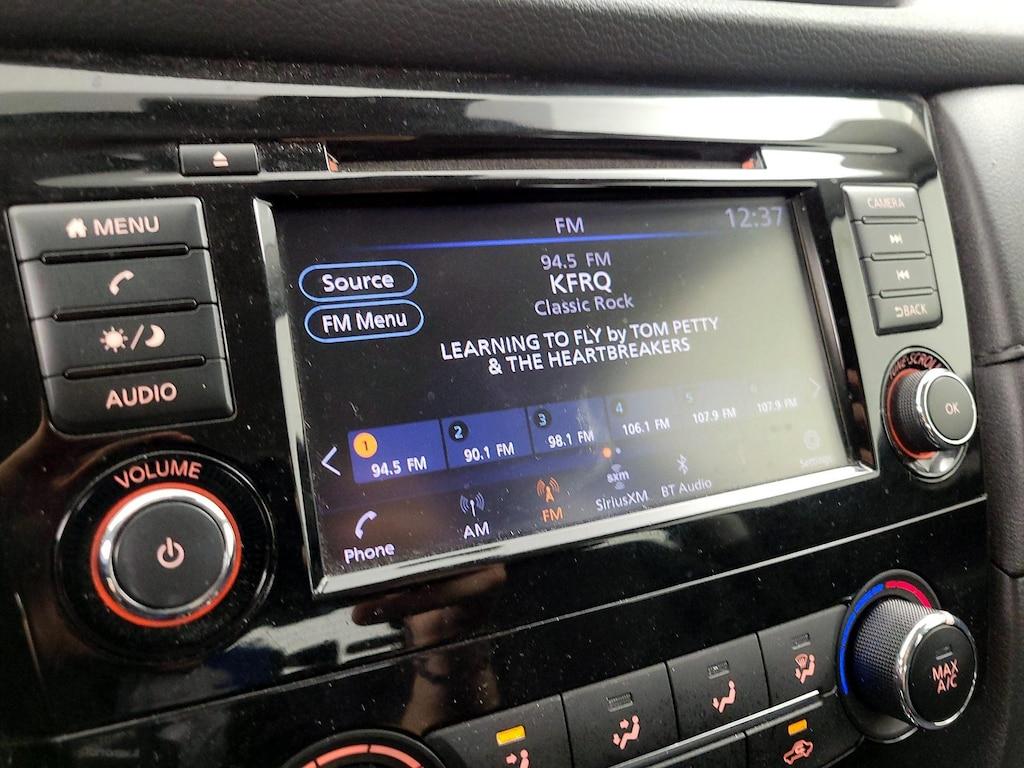 MENU
AUDIO
VOLUME
FM
12:37
Source
FM Menu
94.5 FM
KFRQ
Classic Rock
LEARNING TO FLY by TOM PETTY
& THE HEARTBREAKERS
1
94.5 FM
2
90.1 FM
3
98.1 FM
4
106.1 FM
5
107.9 FM
107.9 FM
Phone
AM
FM
sxm
SiriusXM
BT Audio
Settings
CAMERA
BACK
TUNE·SCROLL
OK
MAX
A/C